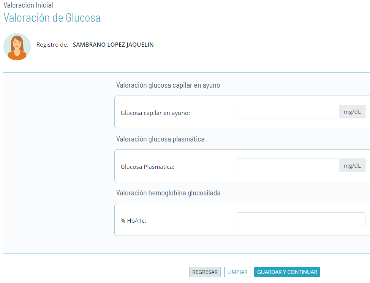 Valoración Inicial
Valoración de Glucosa
Registro de: SAMBRANO LOPEZ JAQUELIN
Valoración glucosa capilar en ayuno
Glucosa capilar en ayuno: mg/dL
Valoración glucosa plasmática
Glucosa Plasmática: mg/dL
Valoración hemoglobina glucosilada
% HbA1c:
REGRESAR LIMPIAR GUARDAR Y CONTINUAR